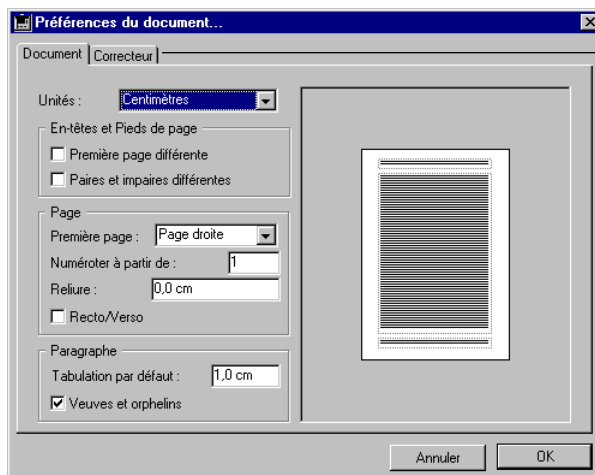 Préférences du document...
Document
Correcteur
Unités :
Centimètres
En-têtes et Pieds de page
Première page différente
Paires et impaires différentes
Page
Première page :
Page droite
Numéroter à partir de :
1
Reliure :
0,0 cm
Recto/Verso
Paragraphe
Tabulation par défaut :
1,0 cm
Veuves et orphelins
Annuler
OK